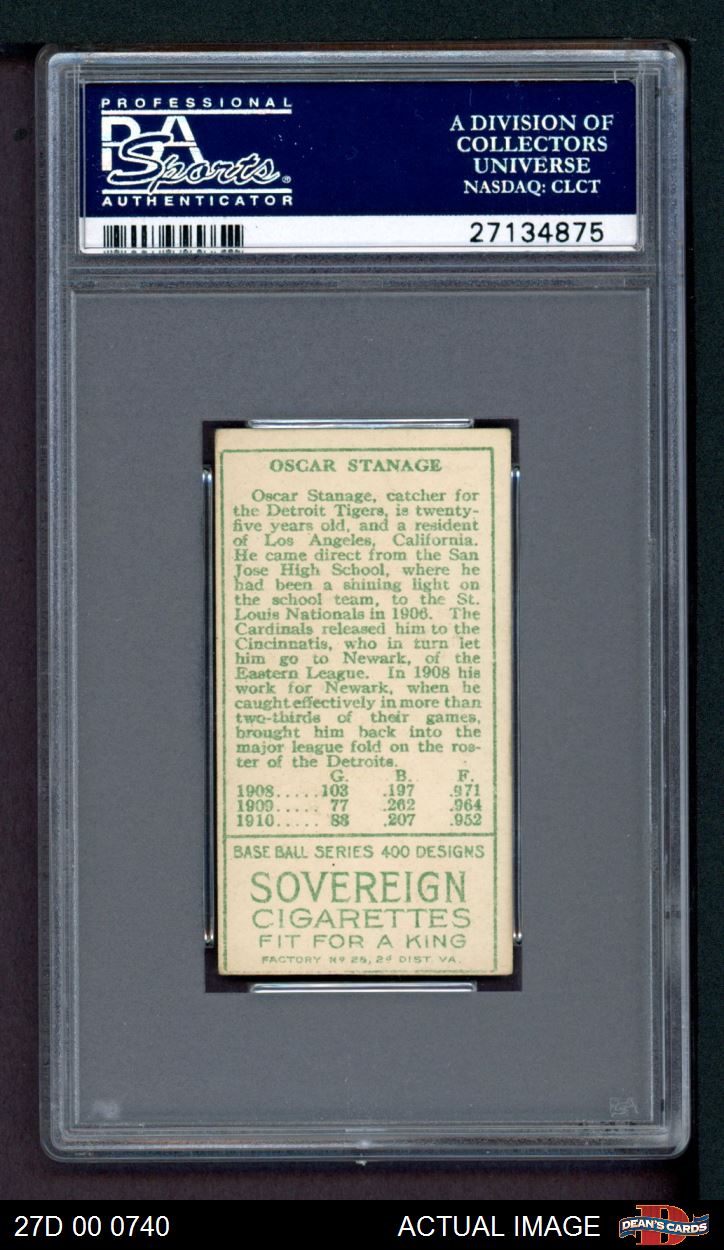 PROFESSIONAL
PSA
Sports®
AUTHENTICATOR
A DIVISION OF
COLLECTORS
UNIVERSE
NASDAQ: CLCT
27134875
OSCAR STANAGE
Oscar Stanage, catcher for
the Detroit Tigers, is twenty-
five years old, and a resident
of Los Angeles, California.
He came direct from the San
Jose High School, where he
had been a shining light on
the school team, to the St.
Louis Nationals in 1906. The
Cardinals released him to the
Cincinnatis, who in turn let
him go to Newark, of the
Eastern League. In 1908 his
work for Newark, when he
caught effectively in more than
two-thirds of their games,
brought him back into the
major league fold on the ros-
ter of the Detroits.
G. B. F.
1908.....103 .197 .971
1909..... 77 .262 .964
1910..... 88 .207 .952
BASE BALL SERIES 400 DESIGNS
SOVEREIGN
CIGARETTES
FIT FOR A KING
FACTORY Nº 25, 2d DIST. VA.
PSA
27D 00 0740
ACTUAL IMAGE
DEAN'S CARDS